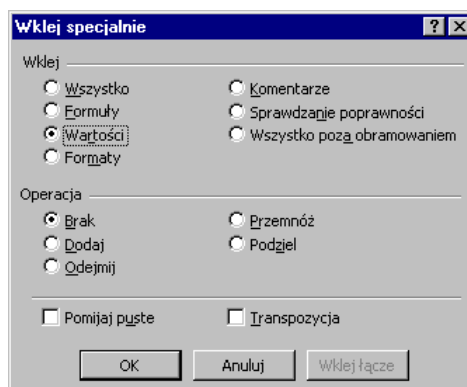 Wklej specjalnie
Wklej
Wszystko
Formuły
Wartości
Formaty
Komentarze
Sprawdzanie poprawności
Wszystko poza obramowaniem
Operacja
Brak
Dodaj
Odejmij
Przemnóż
Podziel
Pomijaj puste
Transpozycja
OK
Anuluj
Wklej łącze